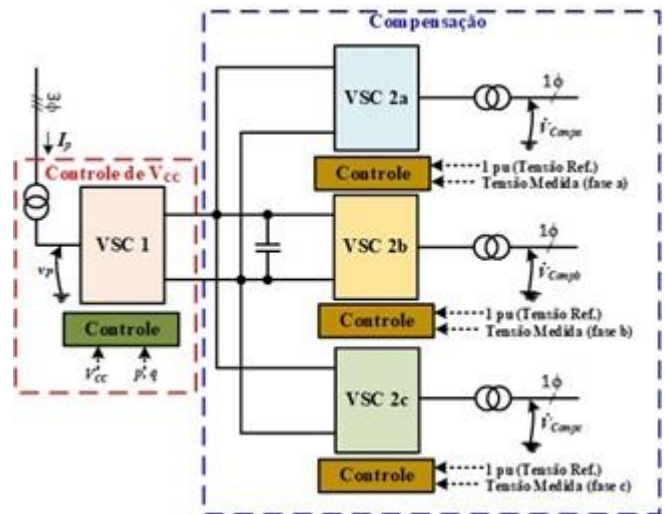 Compensação
3ϕ
I_p
Controle de V_CC
VSC 1
v_p
Controle
V*_CC
p*, q
VSC 2a
1ϕ
V̇_Compa
Controle
1 pu (Tensão Ref.)
Tensão Medida (fase a)
VSC 2b
1ϕ
V̇_Compb
Controle
1 pu (Tensão Ref.)
Tensão Medida (fase b)
VSC 2c
1ϕ
V̇_Compc
Controle
1 pu (Tensão Ref.)
Tensão Medida (fase c)